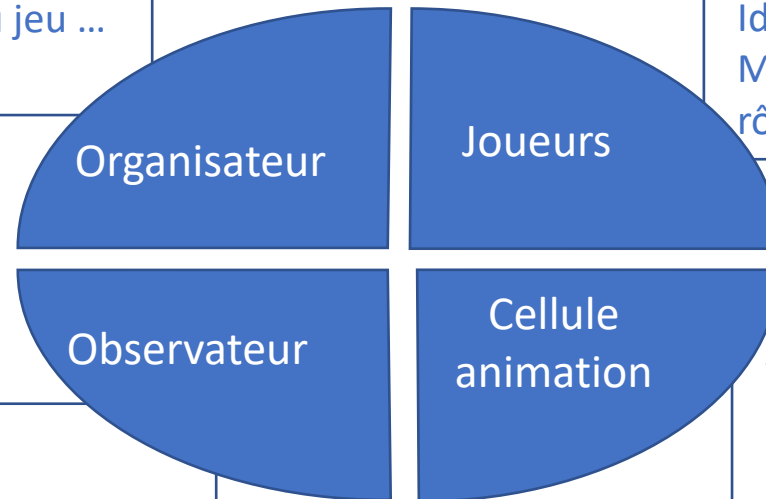 jeu ...
Organisateur
Joueurs
Observateur
Cellule
animation